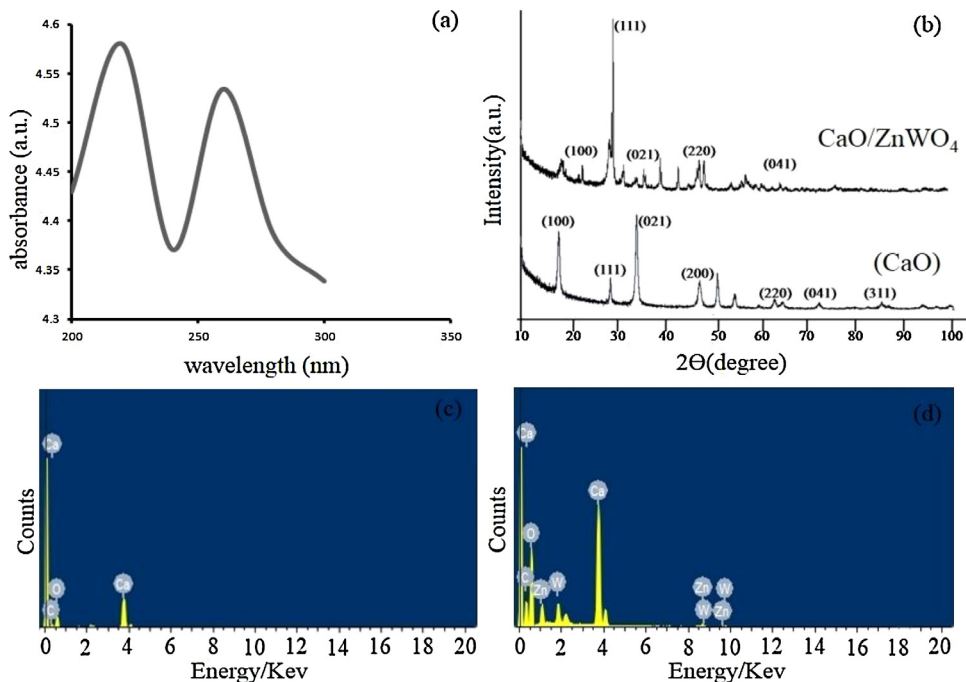 (a)
4.6
4.55
4.5
4.45
4.4
4.35
4.3
absorbance (a.u.)
200
250
300
350
wavelength (nm)
(b)
(111)
CaO/ZnWO4
(100)
(021)
(220)
(041)
Intensity(a.u.)
(100)
(021)
(CaO)
(111)
(200)
(220)
(041)
(311)
10 20 30 40 50 60 70 80 90 100
2Θ(degree)
(c)
Ca
O
Ca
C
Counts
0 2 4 6 8 10 12 14 16 18 20
Energy/Kev
(d)
Ca
Ca
O
C
Zn
W
Zn W
W Zn
Counts
0 2 4 6 8 10 12 14 16 18 20
Energy/Kev